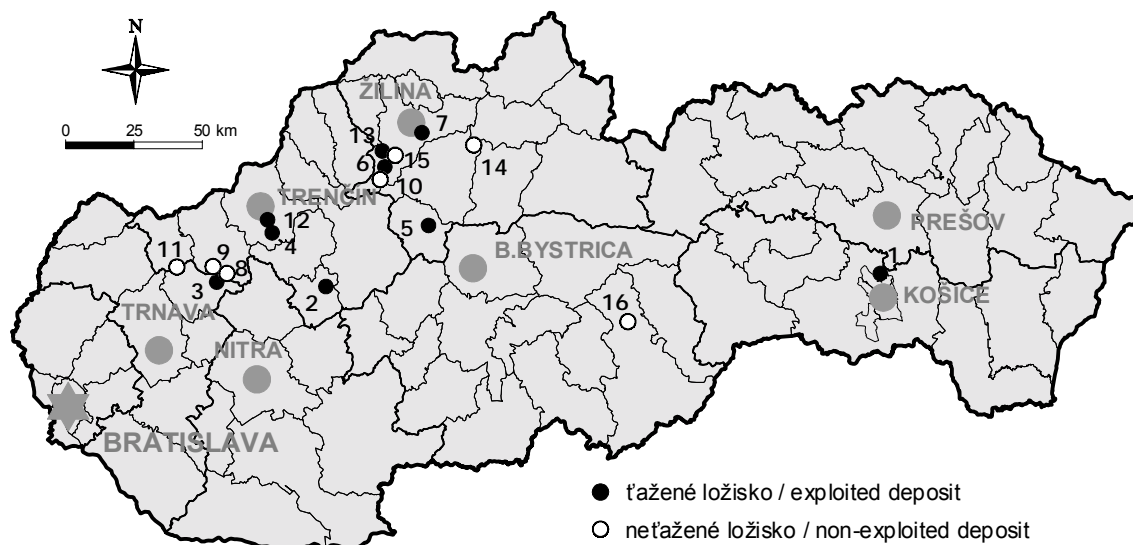 N
0 25 50 km
ŽILINA
7
13
6
15
14
10
TRENČÍN
12
4
5
PREŠOV
B.BYSTRICA
11
9
8
1
3
2
KOŠICE
16
TRNAVA
NITRA
BRATISLAVA
ťažené ložisko / exploited deposit
neťažené ložisko / non-exploited deposit